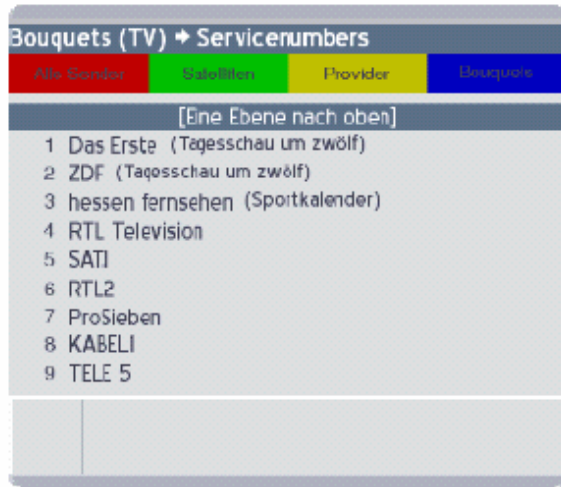 Bouquets (TV) → Servicenumbers
Alle Sender Satelliten Provider Bouquets
[Eine Ebene nach oben]
1 Das Erste (Tagesschau um zwölf)
2 ZDF (Tagesschau um zwölf)
3 hessen fernsehen (Sportkalender)
4 RTL Television
5 SAT1
6 RTL2
7 ProSieben
8 KABEL1
9 TELE 5